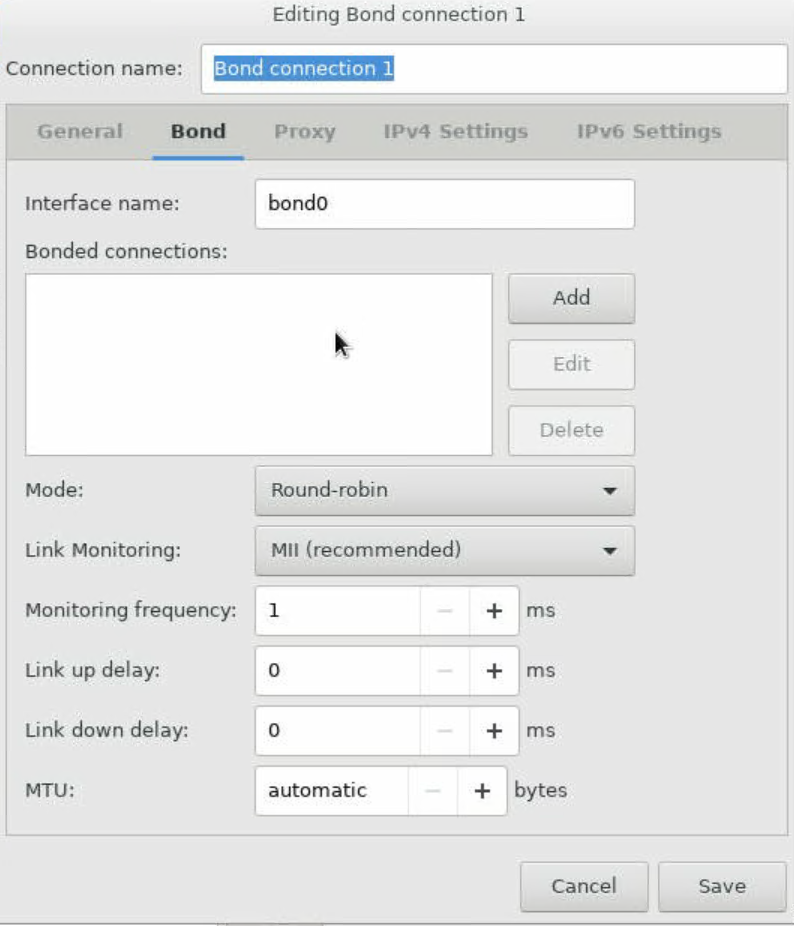 Editing Bond connection 1
Connection name: Bond connection 1
General Bond Proxy IPv4 Settings IPv6 Settings
Interface name: bond0
Bonded connections:
Add
Edit
Delete
Mode: Round-robin
Link Monitoring: MII (recommended)
Monitoring frequency: 1 − + ms
Link up delay: 0 − + ms
Link down delay: 0 − + ms
MTU: automatic − + bytes
Cancel Save